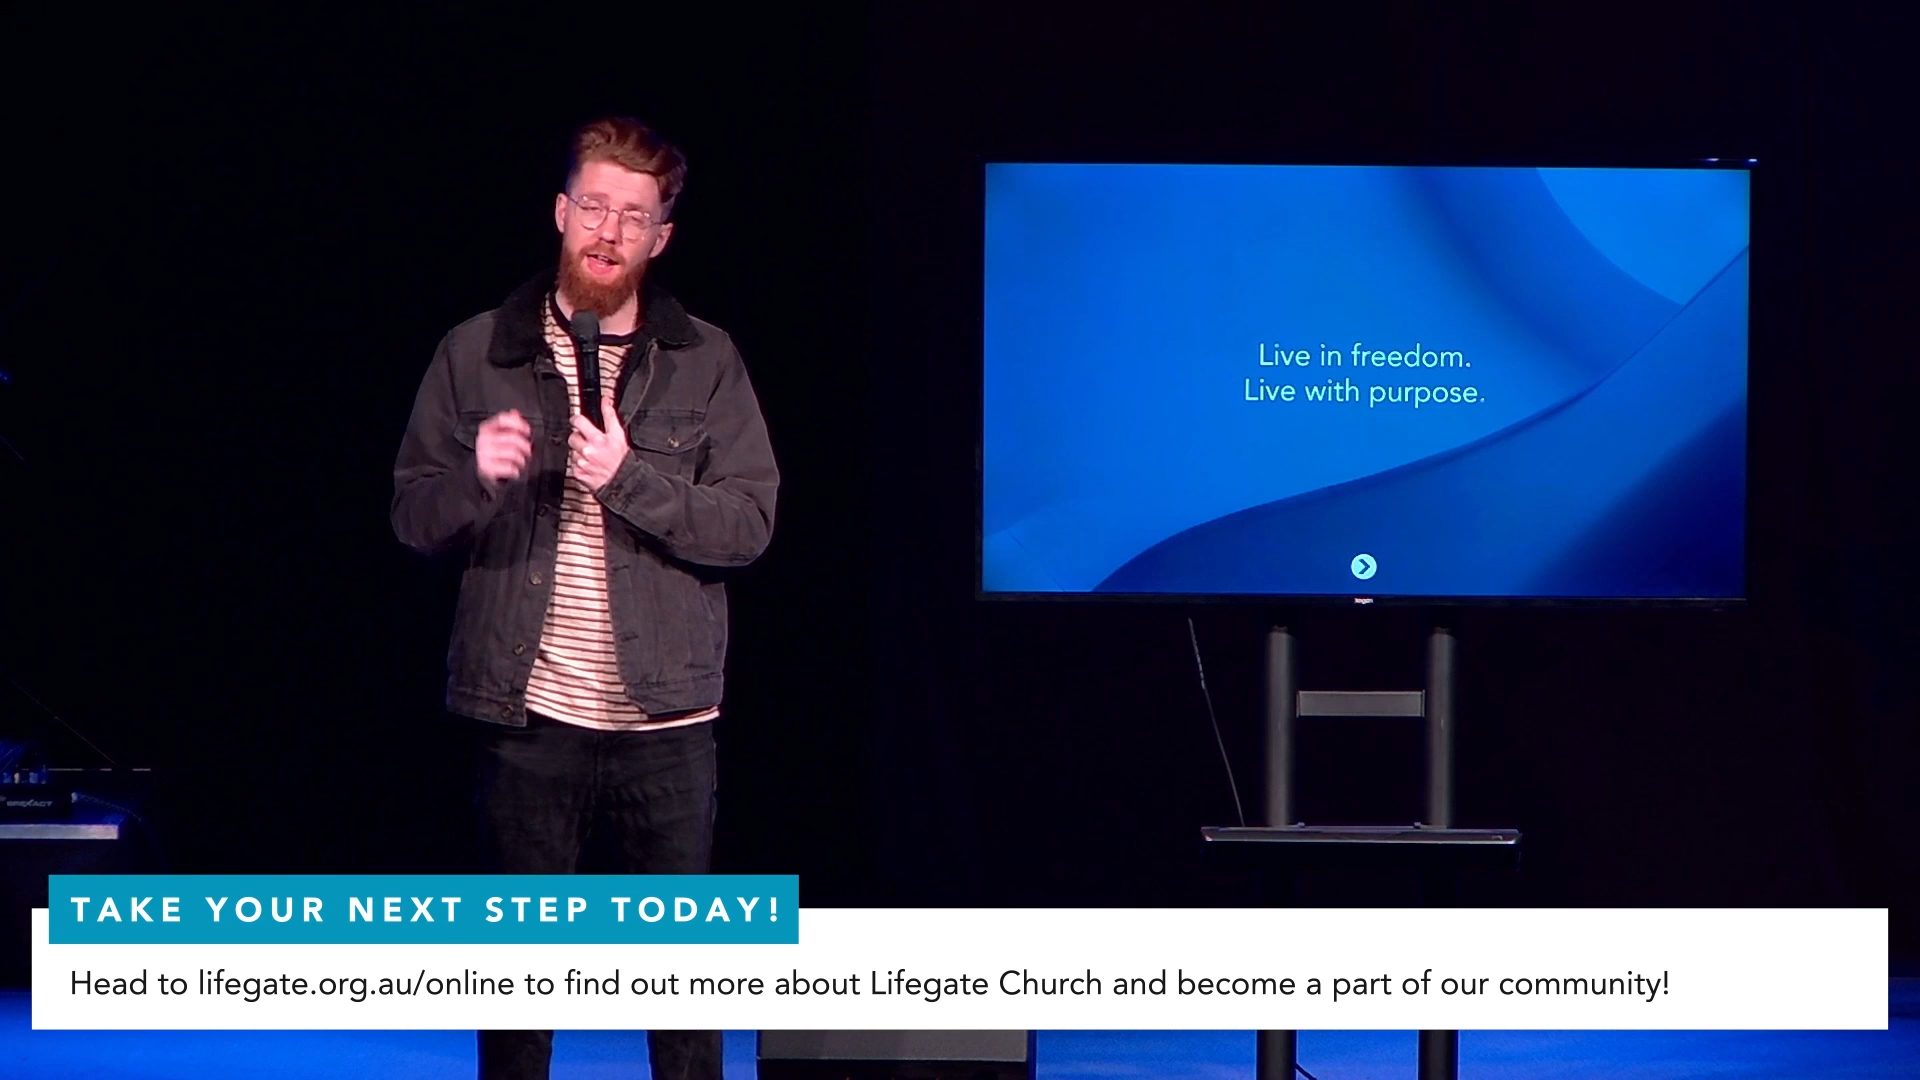 Live in freedom.
Live with purpose.
TAKE YOUR NEXT STEP TODAY!
Head to lifegate.org.au/online to find out more about Lifegate Church and become a part of our community!